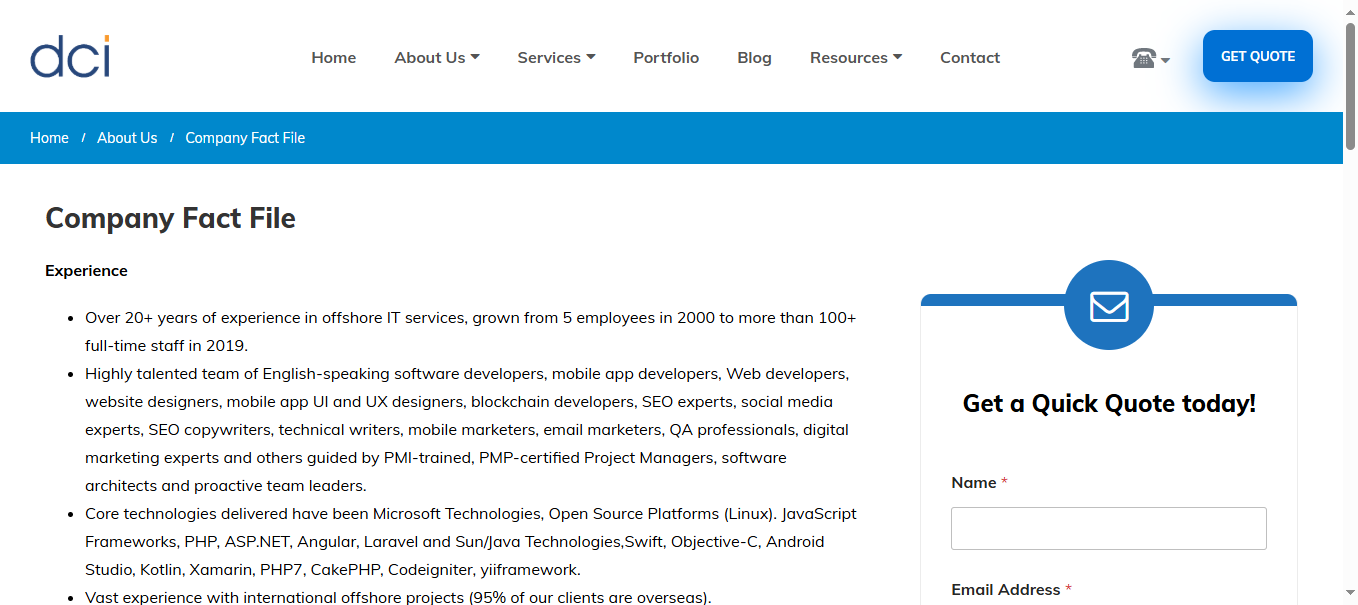 dci
Home About Us Services Portfolio Blog Resources Contact GET QUOTE
Home / About Us / Company Fact File
Company Fact File
Experience
Over 20+ years of experience in offshore IT services, grown from 5 employees in 2000 to more than 100+
full-time staff in 2019.
Highly talented team of English-speaking software developers, mobile app developers, Web developers,
website designers, mobile app UI and UX designers, blockchain developers, SEO experts, social media
experts, SEO copywriters, technical writers, mobile marketers, email marketers, QA professionals, digital
marketing experts and others guided by PMI-trained, PMP-certified Project Managers, software
architects and proactive team leaders.
Core technologies delivered have been Microsoft Technologies, Open Source Platforms (Linux). JavaScript
Frameworks, PHP, ASP.NET, Angular, Laravel and Sun/Java Technologies,Swift, Objective-C, Android
Studio, Kotlin, Xamarin, PHP7, CakePHP, Codeigniter, yiiframework.
Vast experience with international offshore projects (95% of our clients are overseas).
Get a Quick Quote today!
Name *
Email Address *